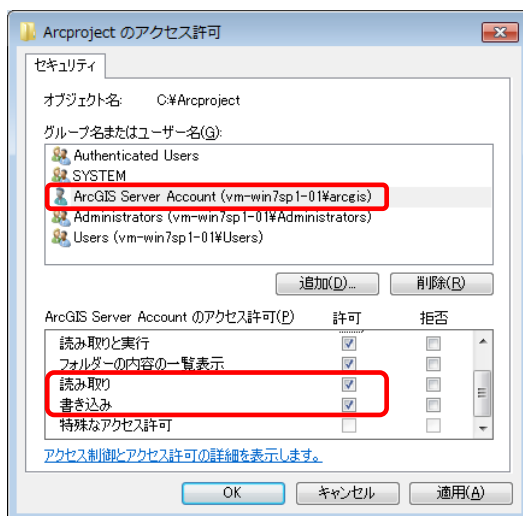 Arcproject のアクセス許可
セキュリティ
オブジェクト名: C:¥Arcproject
グループ名またはユーザー名(G):
Authenticated Users
SYSTEM
ArcGIS Server Account (vm-win7sp1-01¥arcgis)
Administrators (vm-win7sp1-01¥Administrators)
Users (vm-win7sp1-01¥Users)
追加(D)... 削除(R)
ArcGIS Server Account のアクセス許可(P) 許可 拒否
読み取りと実行
フォルダーの内容の一覧表示
読み取り
書き込み
特殊なアクセス許可
アクセス制御とアクセス許可の詳細を表示します。
OK キャンセル 適用(A)